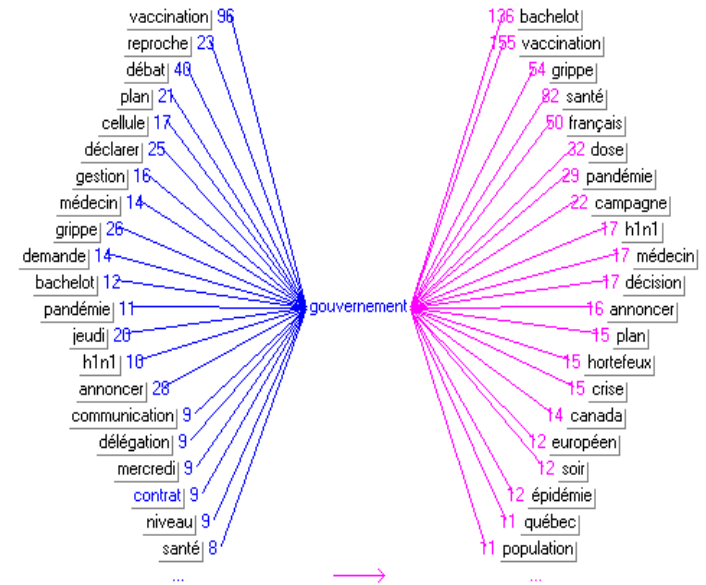 vaccination 96 136 bachelot
reproche 23 155 vaccination
débat 40 54 grippe
plan 21 82 santé
cellule 17 50 français
déclarer 25 32 dose
gestion 16 29 pandémie
médecin 14 22 campagne
grippe 26 17 h1n1
demande 14 17 médecin
bachelot 12 17 décision
pandémie 11 gouvernement 16 annoncer
jeudi 20 15 plan
h1n1 10 15 hortefeux
annoncer 28 15 crise
communication 9 14 canada
délégation 9 12 européen
mercredi 9 12 soir
contrat 9 12 épidémie
niveau 9 11 québec
santé 8 11 population
... ...